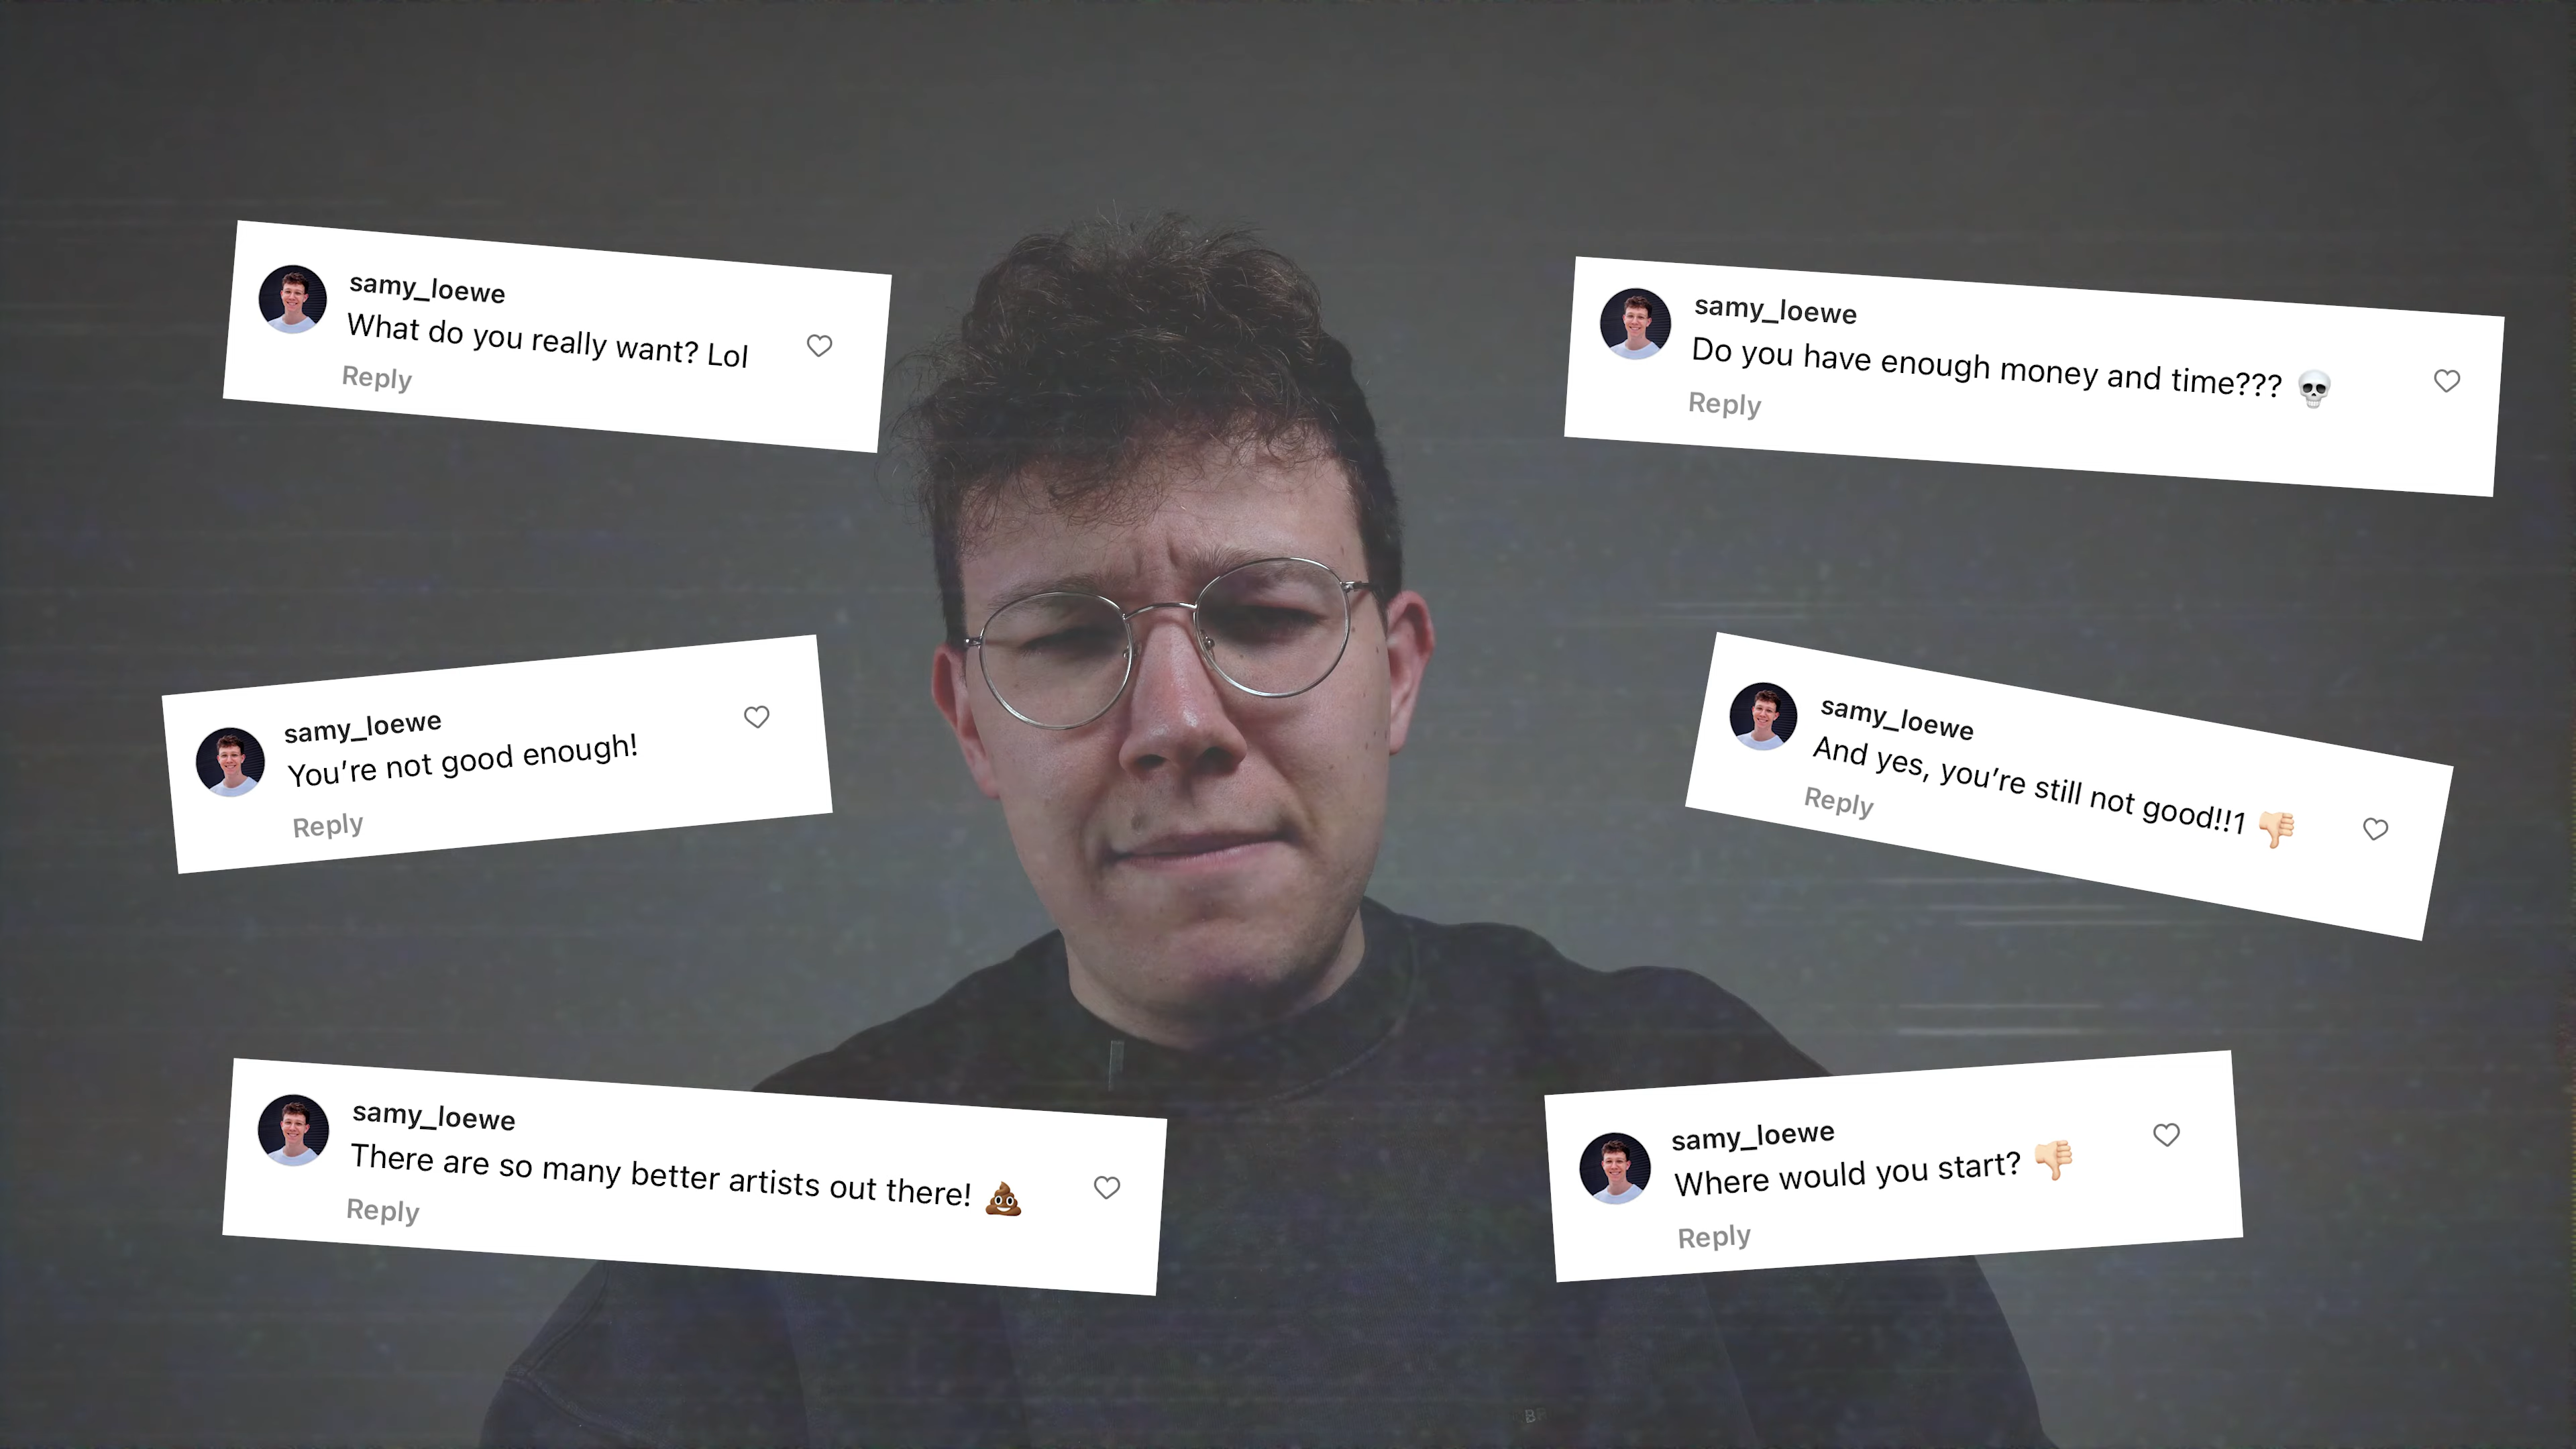 samy_loewe
What do you really want? Lol
Reply
samy_loewe
You’re not good enough!
Reply
samy_loewe
There are so many better artists out there! 💩
Reply
samy_loewe
Do you have enough money and time??? 💀
Reply
samy_loewe
And yes, you’re still not good!!1 👎🏻
Reply
samy_loewe
Where would you start? 👎🏻
Reply